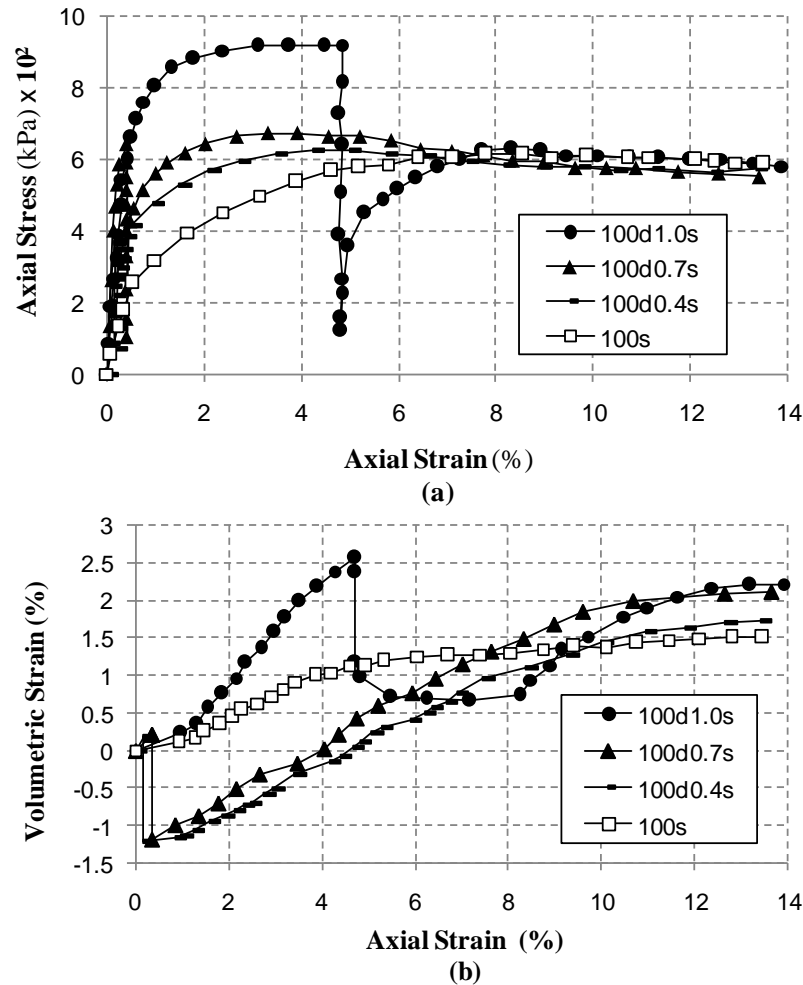 10
8
6
4
2
0
Axial Stress (kPa) x 10²
100d1.0s
100d0.7s
100d0.4s
100s
0 2 4 6 8 10 12 14
Axial Strain (%)
(a)
3
2.5
2
1.5
1
0.5
0
-0.5
-1
-1.5
Volumetric Strain (%)
100d1.0s
100d0.7s
100d0.4s
100s
0 2 4 6 8 10 12 14
Axial Strain (%)
(b)